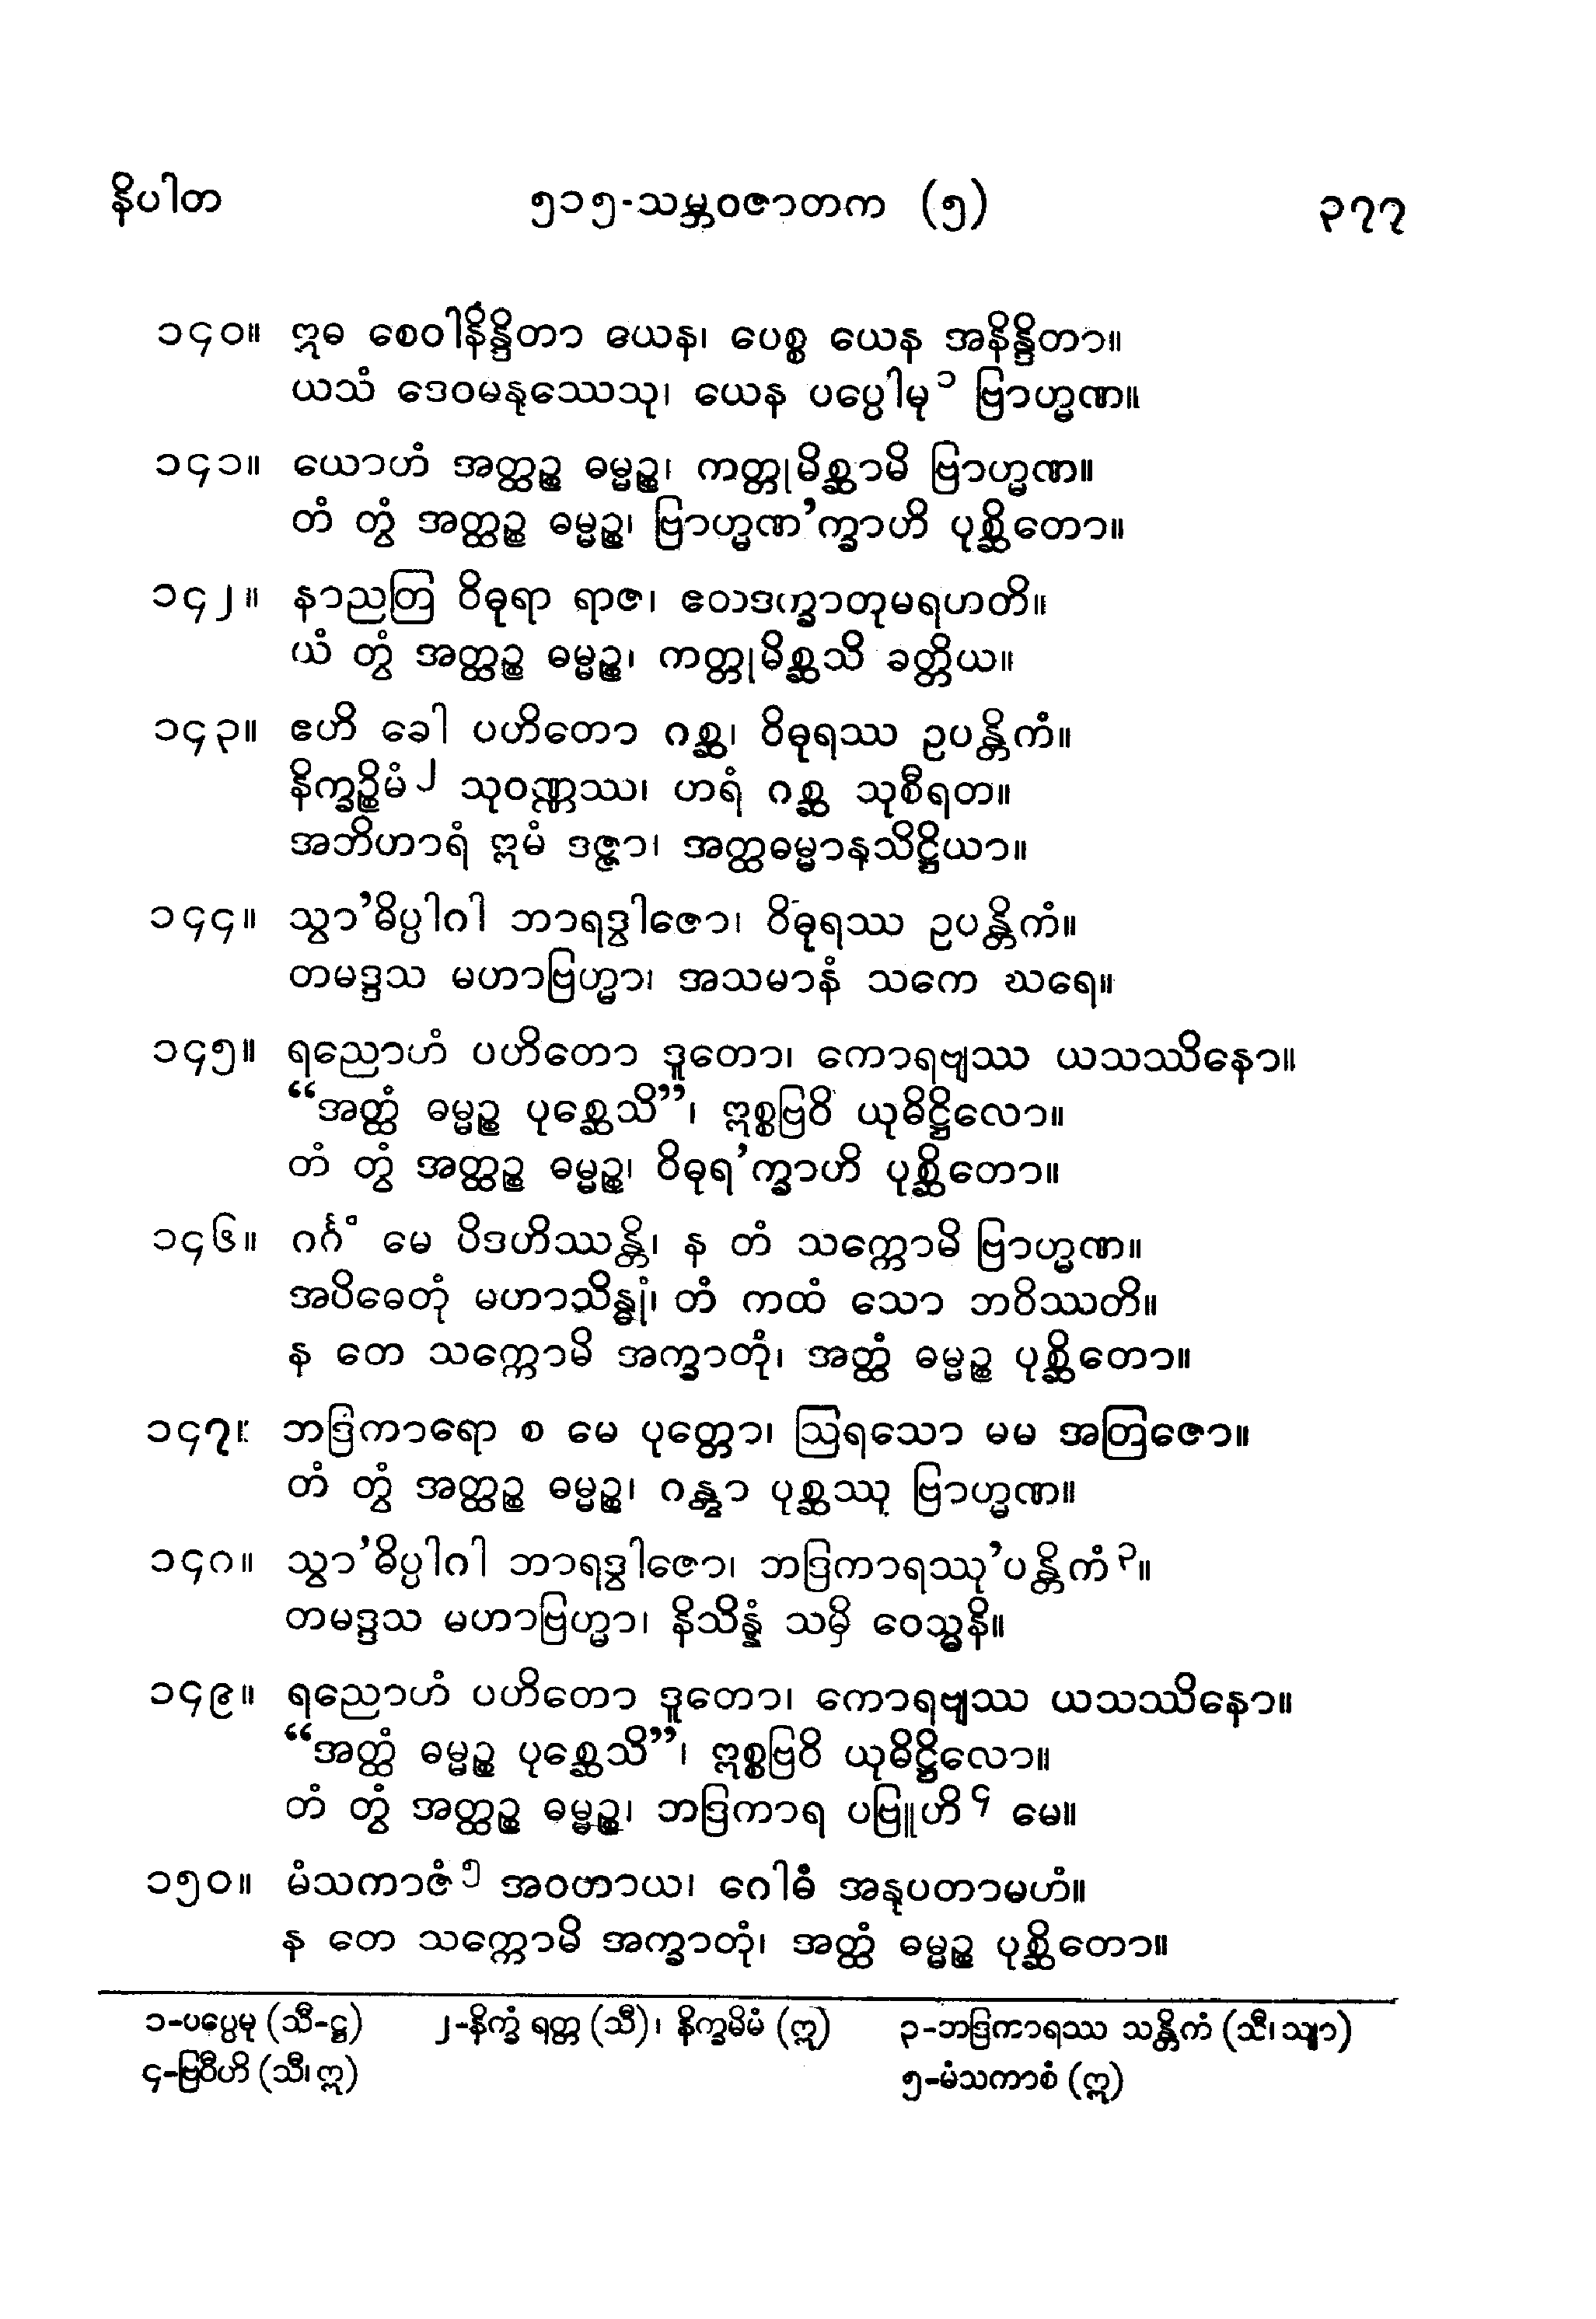 နိပါတ ၅၁၅-သမ္ဘဝဇာတက (၅) ၃၇၇
၁၄၀။ ဣဓ စေဝါနိန္ဒိတာ ယေန၊ ပေစ္စ ယေန အနိန္ဒိတာ။
ယသံ ဒေဝမနုဿေသု၊ ယေန ပပ္ပေါမု ၁ ဗြာဟ္မဏ။
၁၄၁။ ယောဟံ အတ္ထဉ္စ ဓမ္မဉ္စ၊ ကတ္တုမိစ္ဆာမိ ဗြာဟ္မဏ။
တံ တွံ အတ္ထဉ္စ ဓမ္မဉ္စ၊ ဗြာဟ္မဏ’က္ခာဟိ ပုစ္ဆိတော။
၁၄၂။ နာညတြ ဝိဓုရာ ရာဇ၊ ဧတဒက္ခာတုမရဟတိ။
ယံ တွံ အတ္ထဉ္စ ဓမ္မဉ္စ၊ ကတ္တုမိစ္ဆသိ ခတ္တိယ။
၁၄၃။ ဧဟိ ခေါ ပဟိတော ဂစ္ဆ၊ ဝိဓုရဿ ဥပန္တိကံ။
နိက္ခဉ္စိမံ ၂ သုဝဏ္ဏဿ၊ ဟရံ ဂစ္ဆ သုစီရတ။
အဘိဟာရံ ဣမံ ဒဇ္ဇာ၊ အတ္ထဓမ္မာနုသိဋ္ဌိယာ။
၁၄၄။ သွာ’ဓိပ္ပါဂါ ဘာရဒွါဇော၊ ဝိဓုရဿ ဥပန္တိကံ။
တမဒ္ဒသ မဟာဗြဟ္မာ၊ အသမာနံ သကေ ဃရေ။
၁၄၅။ ရညောဟံ ပဟိတော ဒူတော၊ ကောရဗျဿ ယသဿိနော။
“အတ္ထံ ဓမ္မဉ္စ ပုစ္ဆေသိ”၊ ဣစ္စဗြဝိ ယုဓိဋ္ဌိလော။
တံ တွံ အတ္ထဉ္စ ဓမ္မဉ္စ၊ ဝိဓုရ’က္ခာဟိ ပုစ္ဆိတော။
၁၄၆။ ဂင်္ဂံ မေ ပိဒဟိဿန္တိ၊ န တံ သက္ကောမိ ဗြာဟ္မဏ။
အပိဓေတုံ မဟာသိန္ဓုံ၊ တံ ကထံ သော ဘဝိဿတိ။
န တေ သက္ကောမိ အက္ခာတုံ၊ အတ္ထံ ဓမ္မဉ္စ ပုစ္ဆိတော။
၁၄၇။ ဘဒြကာရော စ မေ ပုတ္တော၊ ဩရသော မမ အတြဇော။
တံ တွံ အတ္ထဉ္စ ဓမ္မဉ္စ၊ ဂန္တွာ ပုစ္ဆဿု ဗြာဟ္မဏ။
၁၄၈။ သွာ’ဓိပ္ပါဂါ ဘာရဒွါဇော၊ ဘဒြကာရဿု’ပန္တိကံ ၃။
တမဒ္ဒသ မဟာဗြဟ္မာ၊ နိသိန္နံ သမှိ ဝေသ္မနိ။
၁၄၉။ ရညောဟံ ပဟိတော ဒူတော၊ ကောရဗျဿ ယသဿိနော။
“အတ္ထံ ဓမ္မဉ္စ ပုစ္ဆေသိ”၊ ဣစ္စဗြဝိ ယုဓိဋ္ဌိလော။
တံ တွံ အတ္ထဉ္စ ဓမ္မဉ္စ၊ ဘဒြကာရ ပဗြူဟိ ၄ မေ။
၁၅၀။ မံသကာဇံ ၅ အဝဟာယ၊ ဂေါဓံ အနုပတာမဟံ။
န တေ သက္ကောမိ အက္ခာတုံ၊ အတ္ထံ ဓမ္မဉ္စ ပုစ္ဆိတော။
၁-ပပ္ပေမု (သီ-ဋ္ဌ) ၂-နိက္ခံ ရတ္တ (သီ)၊ နိက္ခမိမံ (ဣ) ၃-ဘဒြကာရဿ သန္တိကံ (သီ၊ သျာ)
၄-ဗြဝီဟိ (သီ၊ ဣ) ၅-မံသကာစံ (ဣ)